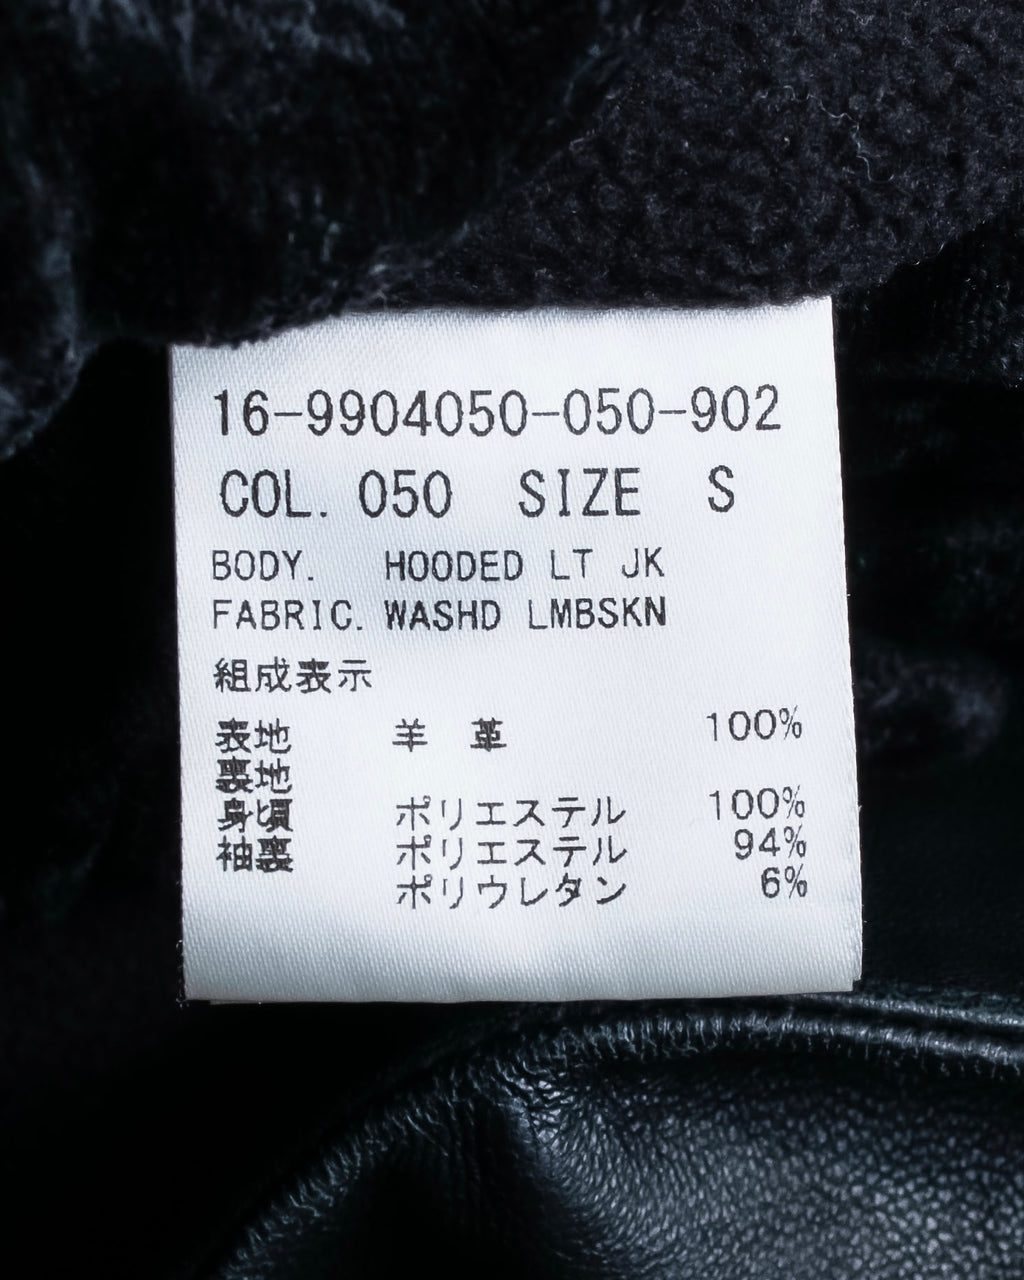 16-9904050-050-902
COL. 050 SIZE S
BODY. HOODED LT JK
FABRIC. WASHD LMBSKN
組成表示
表地 羊 革 100%
裏地
身頃 ポリエステル 100%
袖裏 ポリエステル 94%
ポリウレタン 6%